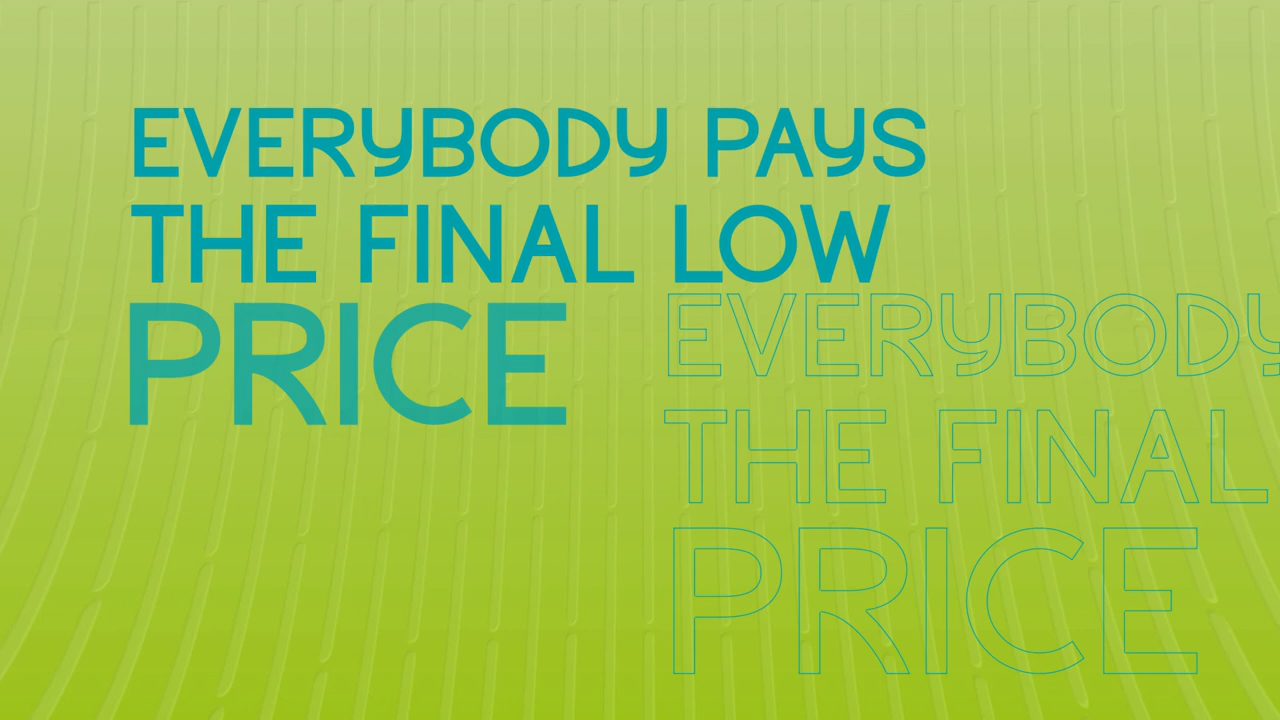 EVERYBODY PAYS
THE FINAL LOW
PRICE
EVERYBODY
THE FINAL
PRICE